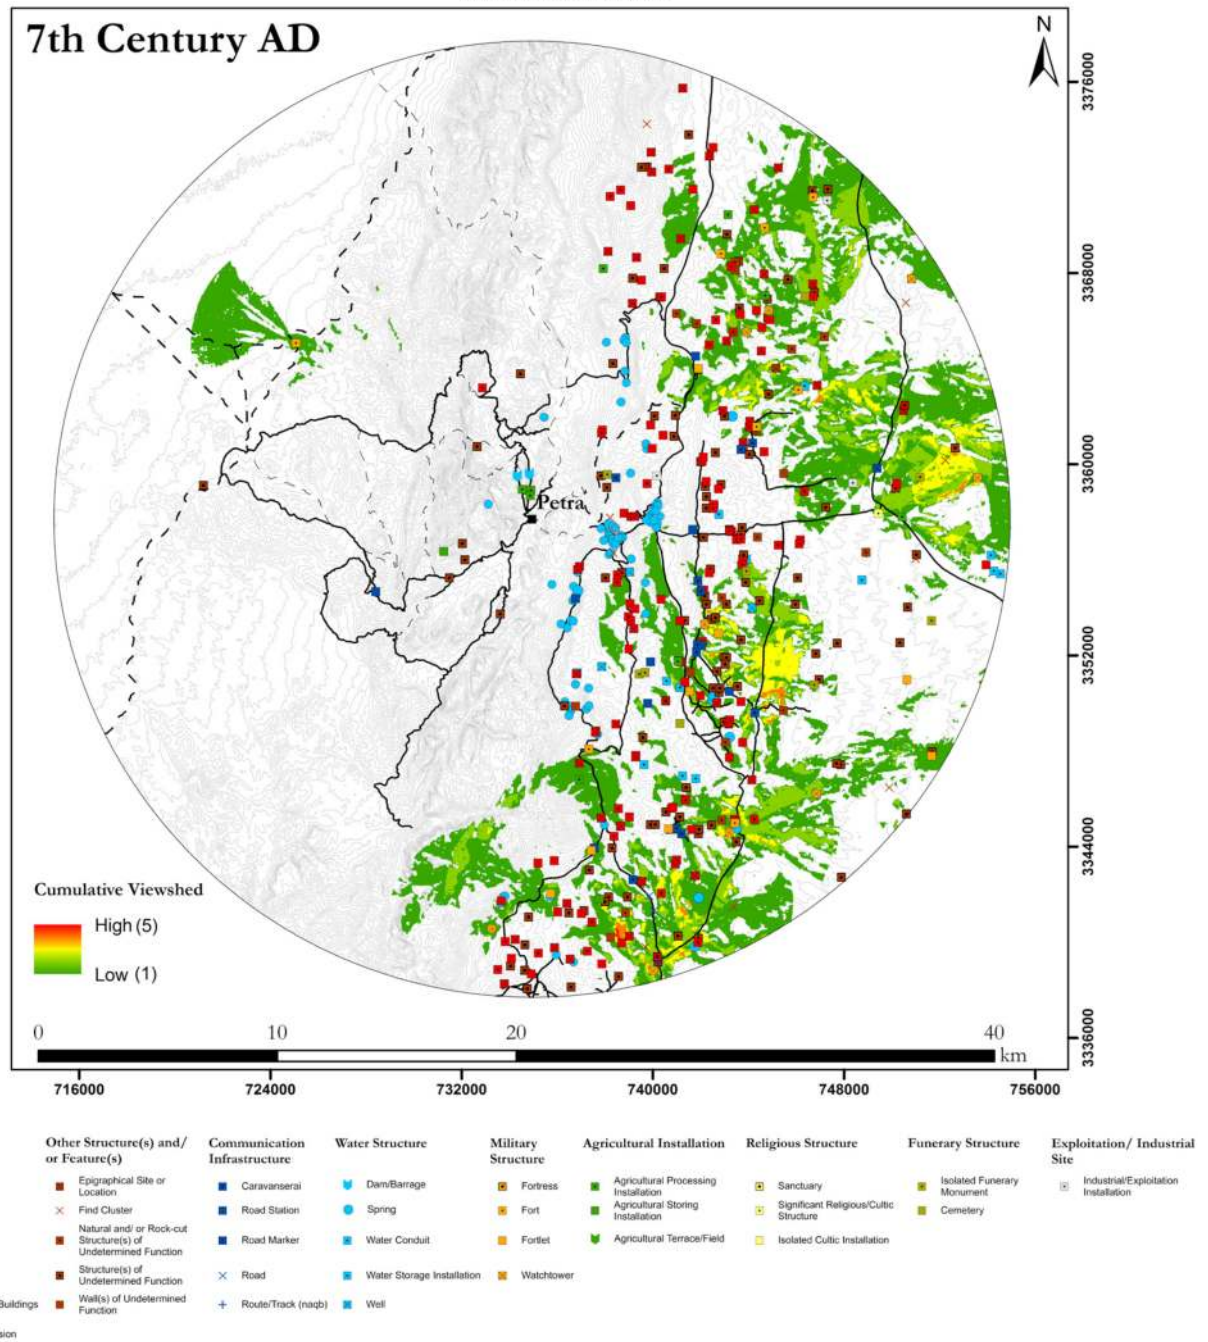 7th Century AD
N
3376000
3368000
3360000
3352000
3344000
3336000
Petra
Cumulative Viewshed
High (5)
Low (1)
0 10 20 40
km
716000 724000 732000 740000 748000 756000
Other Structure(s) and/
or Feature(s)
Epigraphical Site or
Location
Find Cluster
Natural and/ or Rock-cut
Structure(s) of
Undetermined Function
Structure(s) of
Undetermined Function
Wall(s) of Undetermined
Function
Buildings
sion
Communication
Infrastructure
Caravanserai
Road Station
Road Marker
Road
Route/Track (naqb)
Water Structure
Dam/Barrage
Spring
Water Conduit
Water Storage Installation
Well
Military
Structure
Fortress
Fort
Fortlet
Watchtower
Agricultural Installation
Agricultural Processing
Installation
Agricultural Storing
Installation
Agricultural Terrace/Field
Religious Structure
Sanctuary
Significant Religious/Cultic
Structure
Isolated Cultic Installation
Funerary Structure
Isolated Funerary
Monument
Cemetery
Exploitation/ Industrial
Site
Industrial/Exploitation
Installation